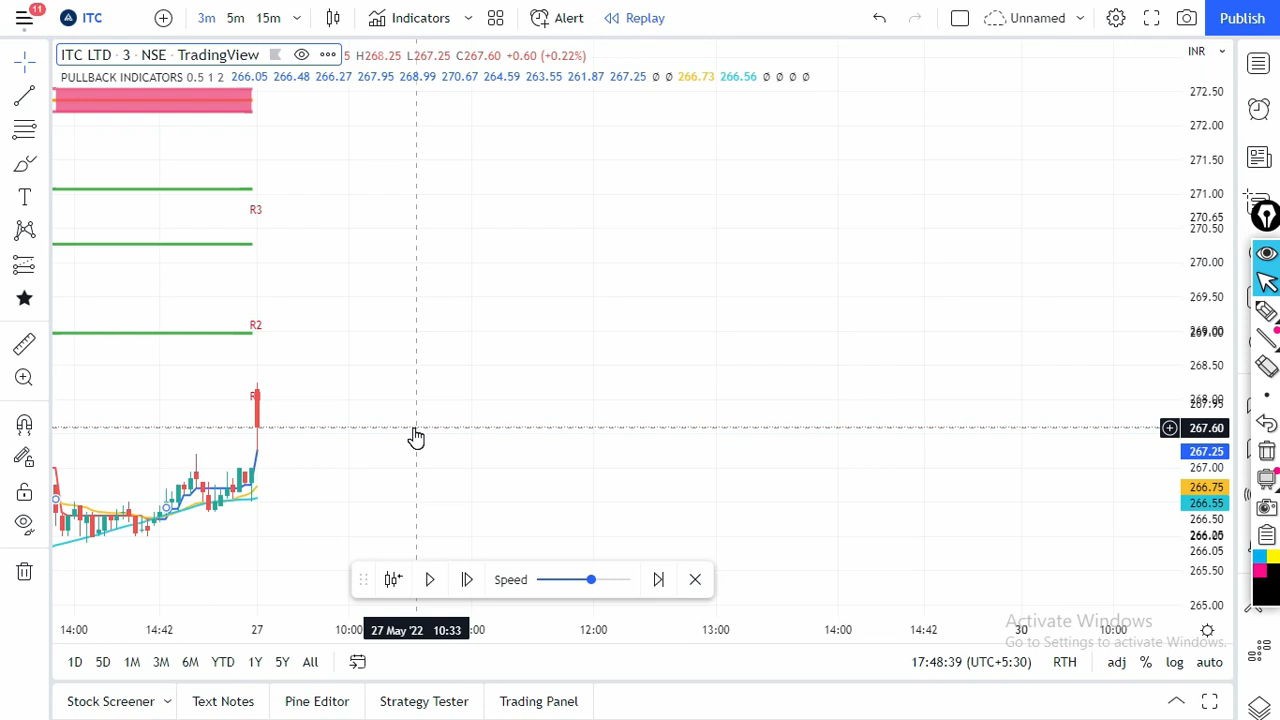 11
ITC 3m 5m 15m Indicators Alert Replay Unnamed Publish
ITC LTD · 3 · NSE · TradingView 5 H268.25 L267.25 C267.60 +0.60 (+0.22%) INR
PULLBACK INDICATORS 0.5 1 2 266.05 266.48 266.27 267.95 268.99 270.67 264.59 263.55 261.87 267.25 ∅ ∅ 266.73 266.56 ∅ ∅ ∅ ∅
272.50
272.00
271.50
271.00
R3
270.65
270.50
270.00
269.50
R2
269.00
268.50
268.00
267.95
267.60
267.25
267.00
266.75
266.55
266.50
266.05
265.50
265.00
Speed
Activate Windows
Go to Settings to activate Windows.
14:00 14:42 27 10:00 27 May '22 10:33 :00 12:00 13:00 14:00 14:42 30 10:00
1D 5D 1M 3M 6M YTD 1Y 5Y All 17:48:39 (UTC+5:30) RTH adj % log auto
Stock Screener Text Notes Pine Editor Strategy Tester Trading Panel